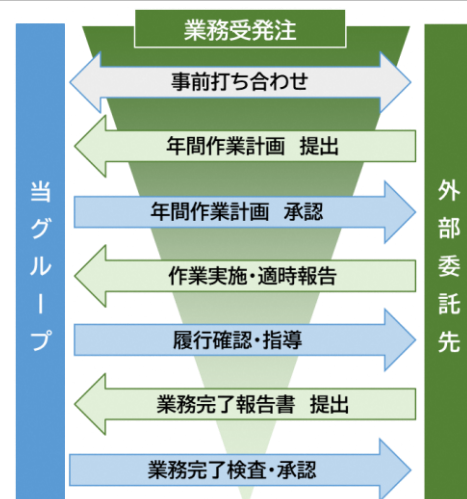 業務受発注
事前打ち合わせ
年間作業計画 提出
年間作業計画 承認
作業実施・適時報告
履行確認・指導
業務完了報告書 提出
業務完了検査・承認
当グループ
外部委託先